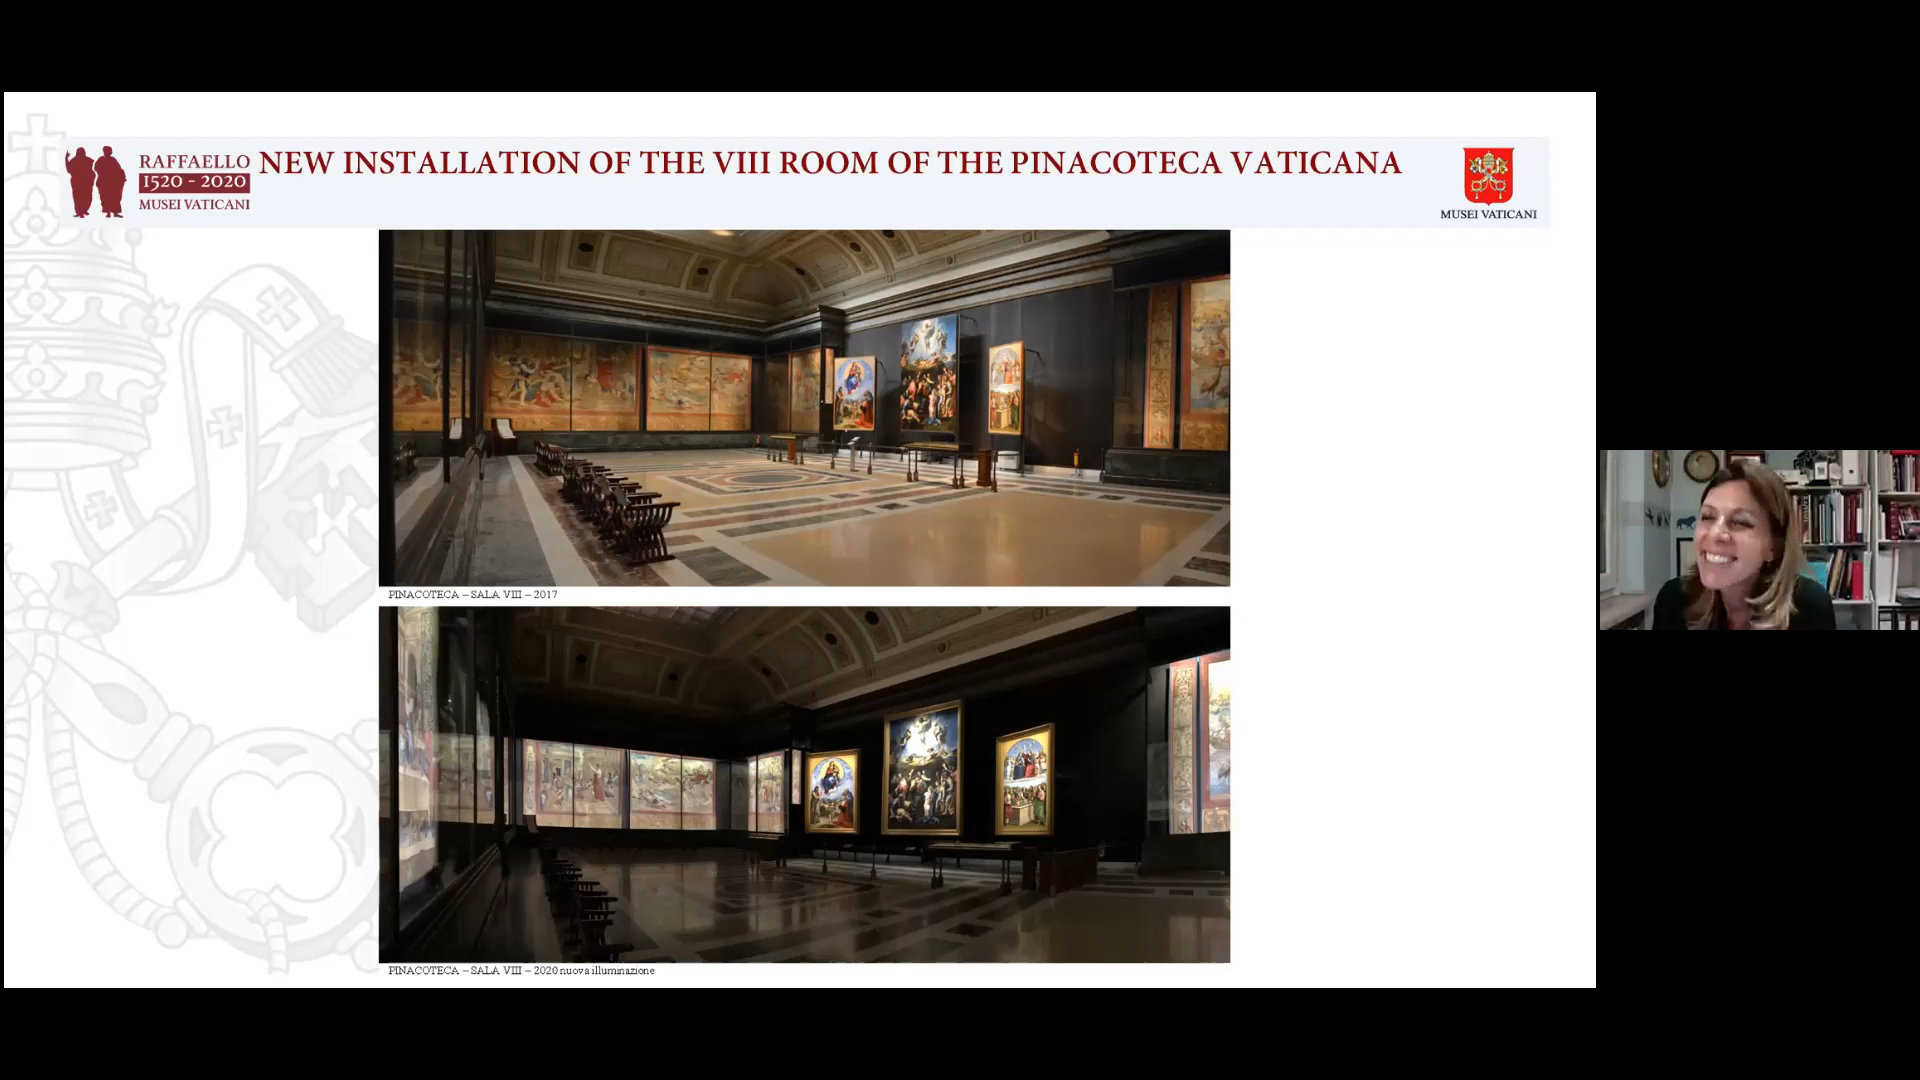 RAFFAELLO
1520 - 2020
MUSEI VATICANI
NEW INSTALLATION OF THE VIII ROOM OF THE PINACOTECA VATICANA
MUSEI VATICANI
PINACOTECA – SALA VIII – 2017
PINACOTECA – SALA VIII – 2020 nuova illuminazione